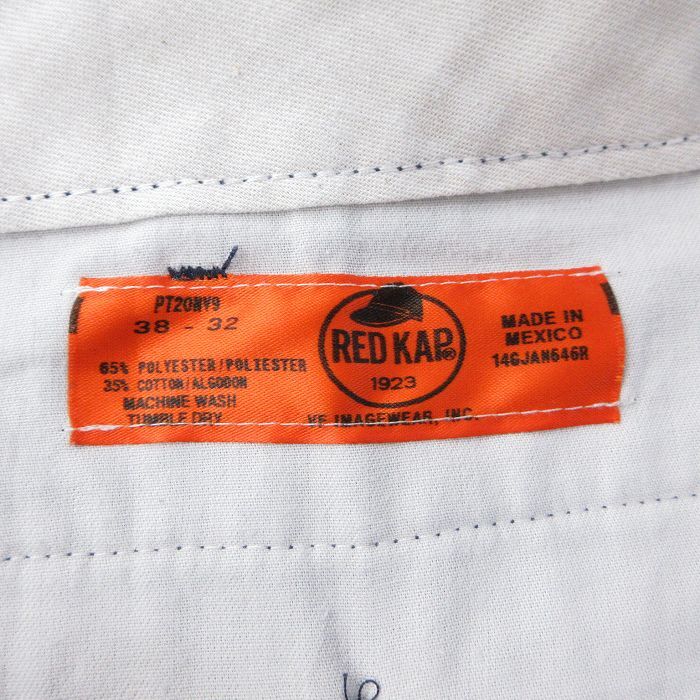 PT20NV9
38 - 32
65% POLYESTER/POLIESTER
35% COTTON/ALGODON
MACHINE WASH
TUMBLE DRY
RED KAP®
1923
VF IMAGEWEAR, INC.
MADE IN
MEXICO
14GJAN646R